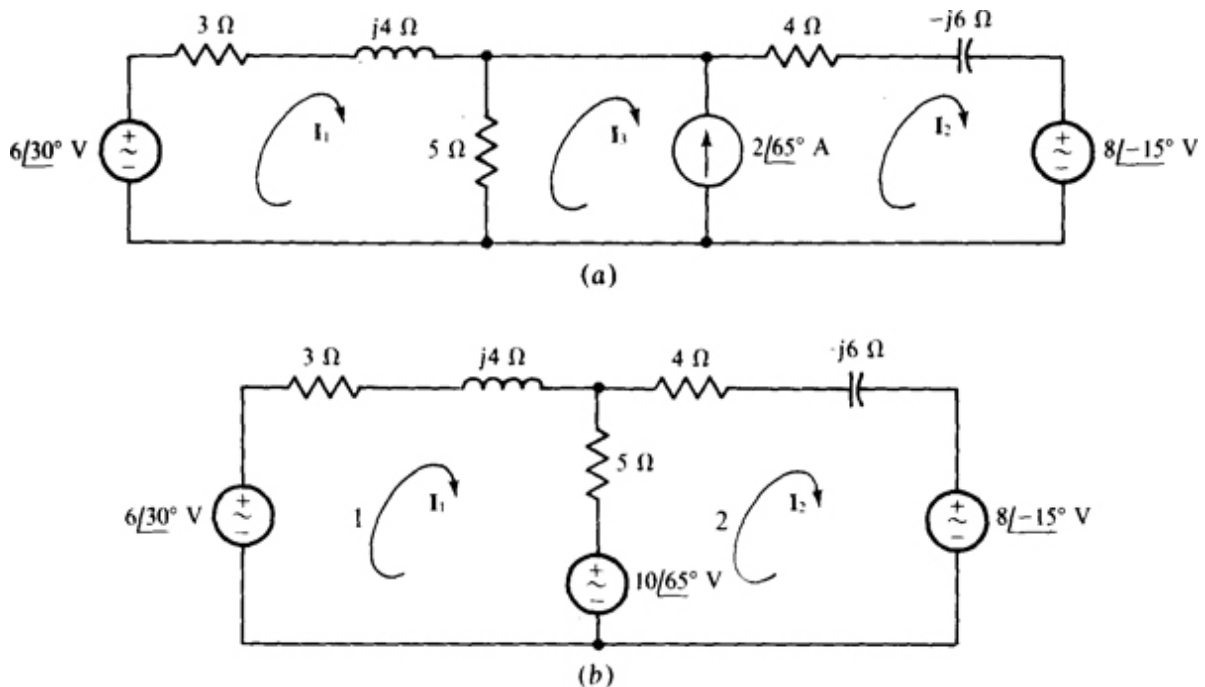 3 Ω
j4 Ω
4 Ω
-j6 Ω
6/30° V
I₁
5 Ω
I₃
2/65° A
I₂
8/−15° V
(a)
3 Ω
j4 Ω
4 Ω
-j6 Ω
6/30° V
1
I₁
5 Ω
10/65° V
2
I₂
8/−15° V
(b)